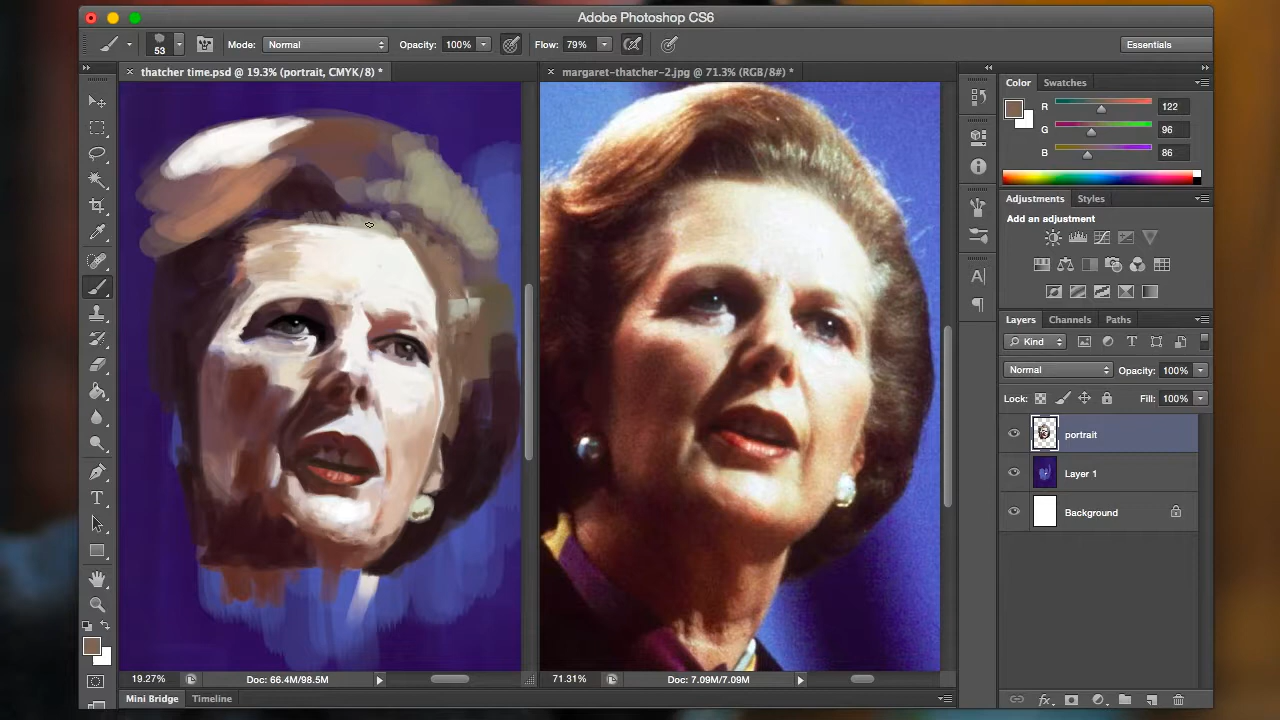 Adobe Photoshop CS6
53
Mode: Normal
Opacity: 100%
Flow: 79%
Essentials
thatcher time.psd @ 19.3% (portrait, CMYK/8) *
margaret-thatcher-2.jpg @ 71.3% (RGB/8#) *
Color
Swatches
R 122
G 96
B 86
Adjustments
Styles
Add an adjustment
Layers
Channels
Paths
Kind
Normal
Opacity: 100%
Lock:
Fill: 100%
portrait
Layer 1
Background
19.27%
Doc: 66.4M/98.5M
71.31%
Doc: 7.09M/7.09M
Mini Bridge
Timeline